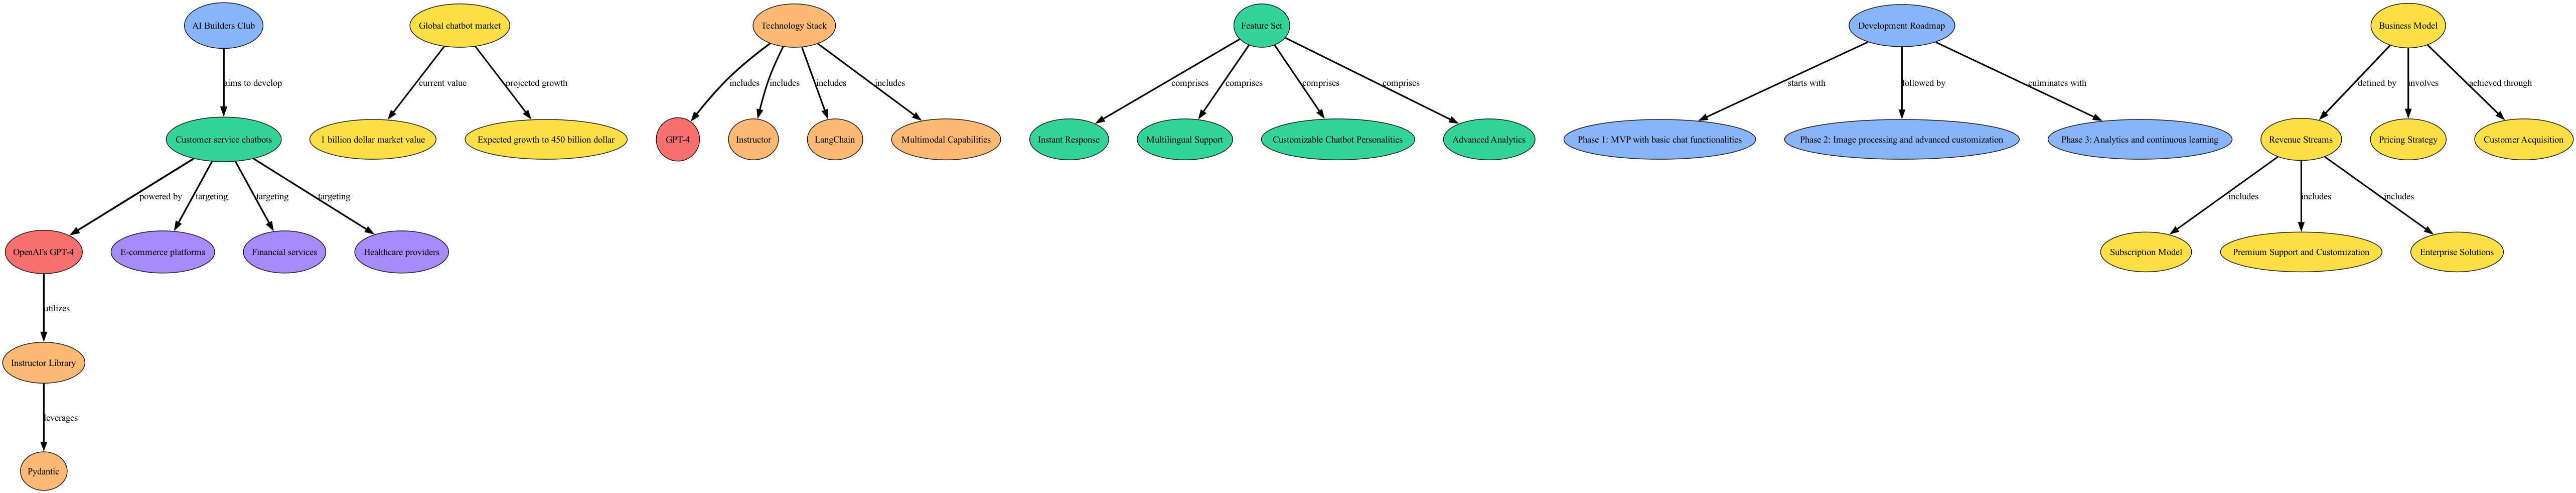 AI Builders Club
Global chatbot market
Technology Stack
Feature Set
Development Roadmap
Business Model
aims to develop
current value
projected growth
includes
includes
includes
includes
comprises
comprises
comprises
comprises
starts with
followed by
culminates with
defined by
involves
achieved through
Customer service chatbots
1 billion dollar market value
Expected growth to 450 billion dollar
GPT-4
Instructor
LangChain
Multimodal Capabilities
Instant Response
Multilingual Support
Customizable Chatbot Personalities
Advanced Analytics
Phase 1: MVP with basic chat functionalities
Phase 2: Image processing and advanced customization
Phase 3: Analytics and continuous learning
Revenue Streams
Pricing Strategy
Customer Acquisition
powered by
targeting
targeting
targeting
includes
includes
includes
OpenAI's GPT-4
E-commerce platforms
Financial services
Healthcare providers
Subscription Model
Premium Support and Customization
Enterprise Solutions
utilizes
Instructor Library
leverages
Pydantic